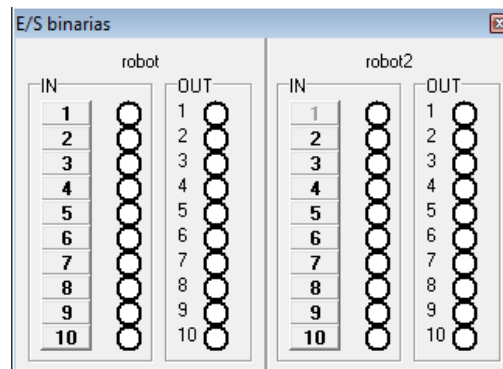 E/S binarias
robot robot2
IN OUT IN OUT
1 1 1 1
2 2 2 2
3 3 3 3
4 4 4 4
5 5 5 5
6 6 6 6
7 7 7 7
8 8 8 8
9 9 9 9
10 10 10 10